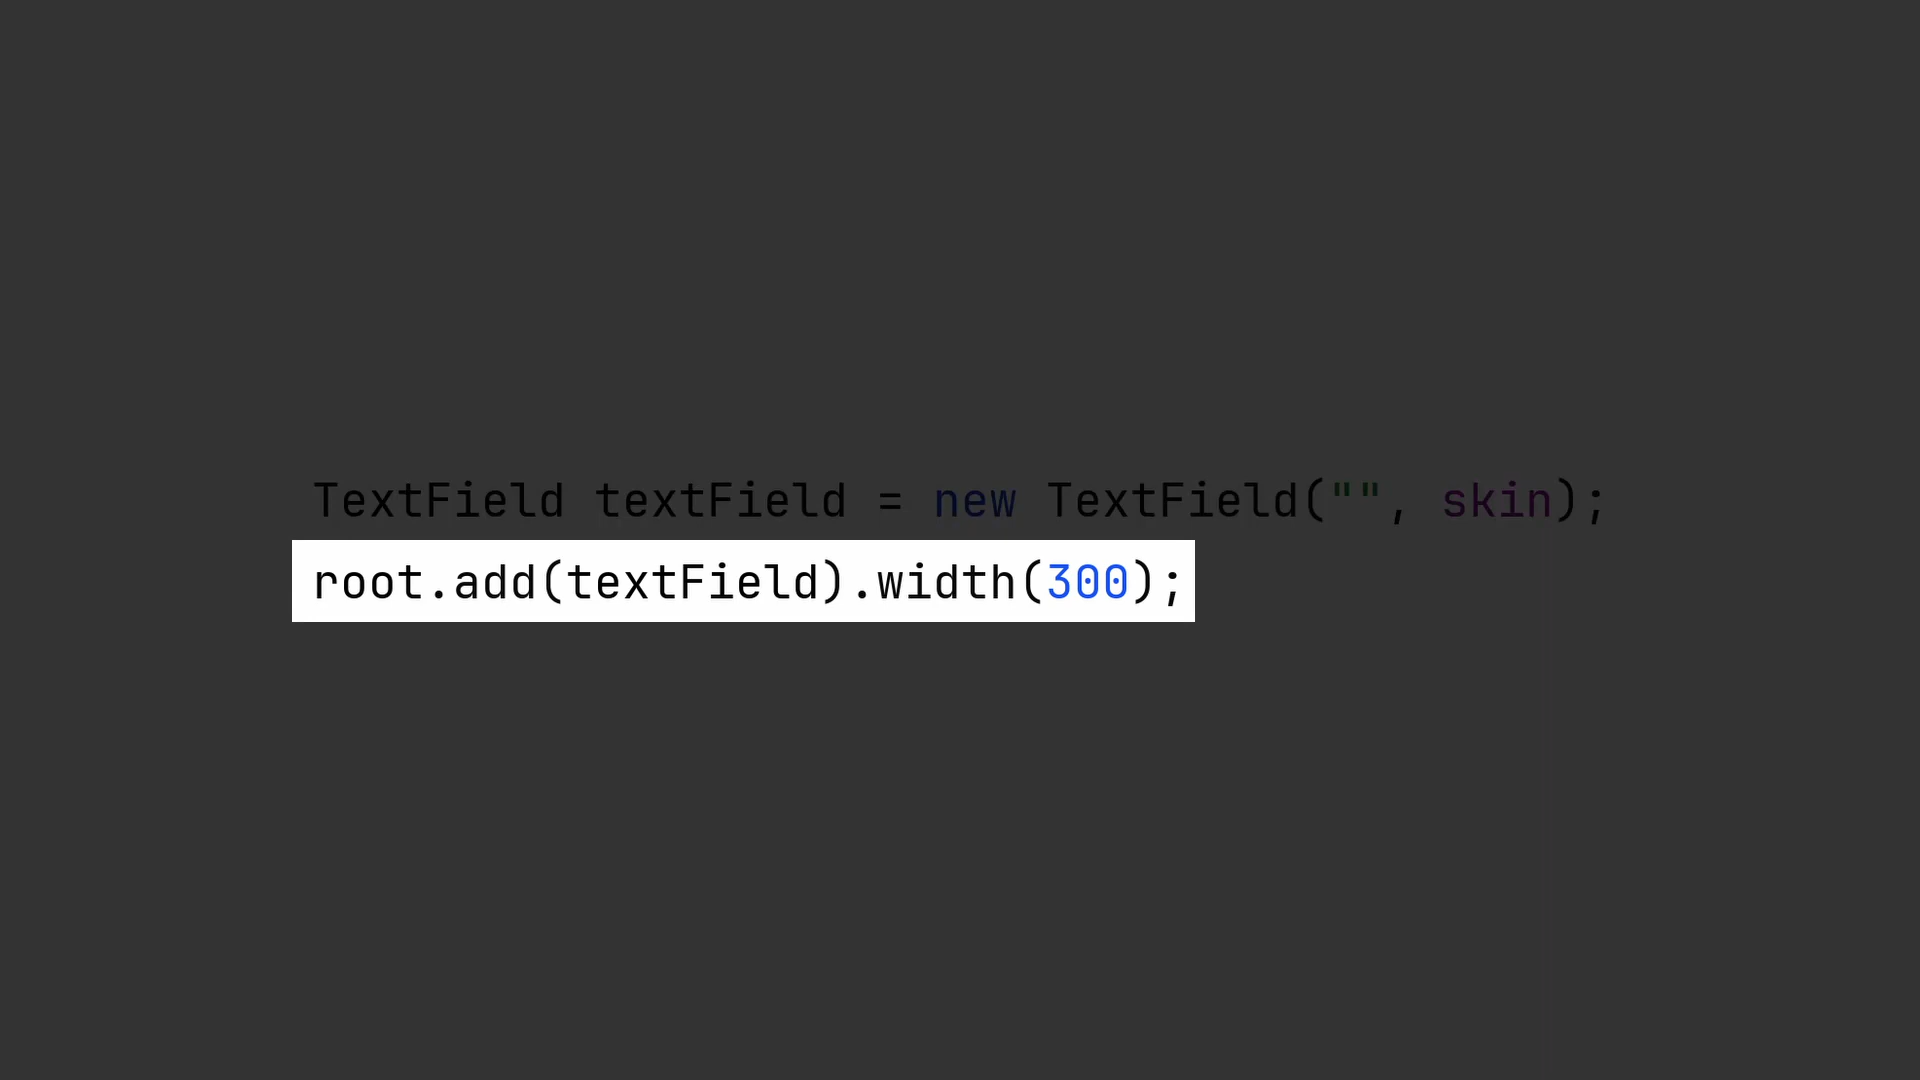 TextField textField = new TextField("", skin);
root.add(textField).width(300);